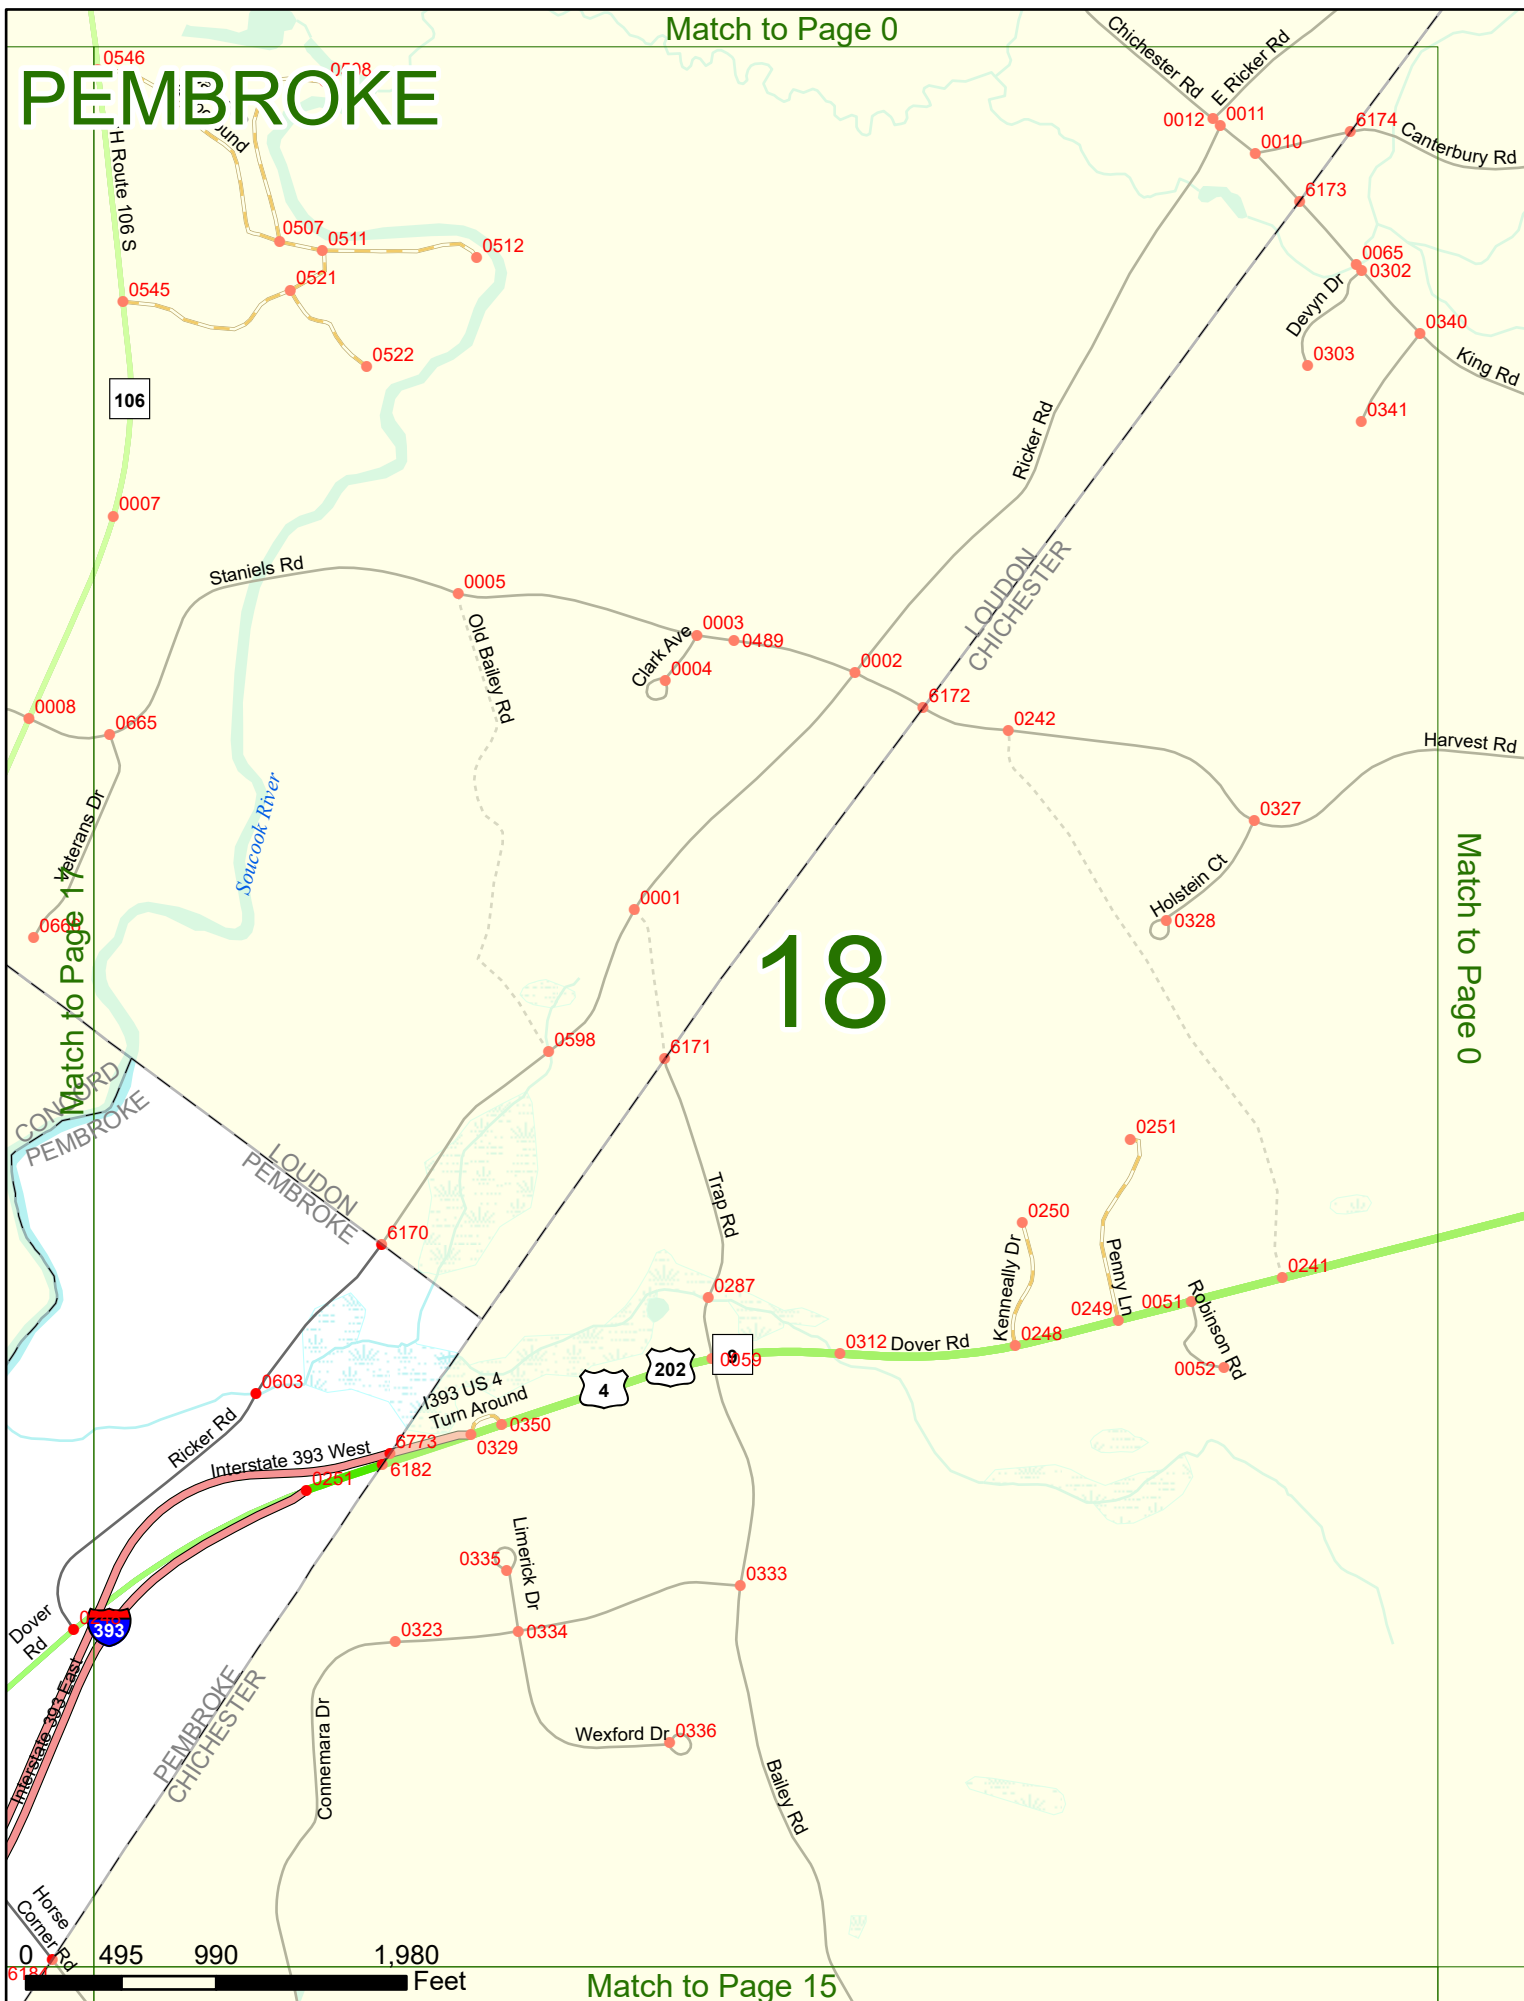 Match to Page 0
PEMBROKE
0546
0508
ound
H Route 106 S
Chichester Rd
E Ricker Rd
0012
0011
0010
6174
Canterbury Rd
6173
0507
0511
0512
0521
0545
0522
106
0065
0302
Devyn Dr
0303
0340
King Rd
0341
Ricker Rd
0007
Staniels Rd
0005
Old Bailey Rd
Clark Ave
0003
0489
0004
0002
LOUDON
CHICHESTER
6172
0242
Harvest Rd
0008
0665
Veterans Dr
Soucook River
0327
Holstein Ct
0328
Match to Page 17
0666
0001
18
Match to Page 0
0598
6171
CONCORD
PEMBROKE
LOUDON
PEMBROKE
6170
Trap Rd
0251
0250
Kenneally Dr
Penny Ln
0287
0249
0051
0241
Robinson Rd
0248
0312
Dover Rd
0052
9
0059
202
4
0603
I393 US 4
Turn Around
0350
0329
Ricker Rd
Interstate 393 West
6773
6182
0251
Limerick Dr
0335
0333
0323
0334
Dover
Rd
393
Interstate 393 East
PEMBROKE
CHICHESTER
Connemara Dr
Wexford Dr
0336
Bailey Rd
Horse
Corner Rd
6184
0 495 990 1,980
Feet
Match to Page 15